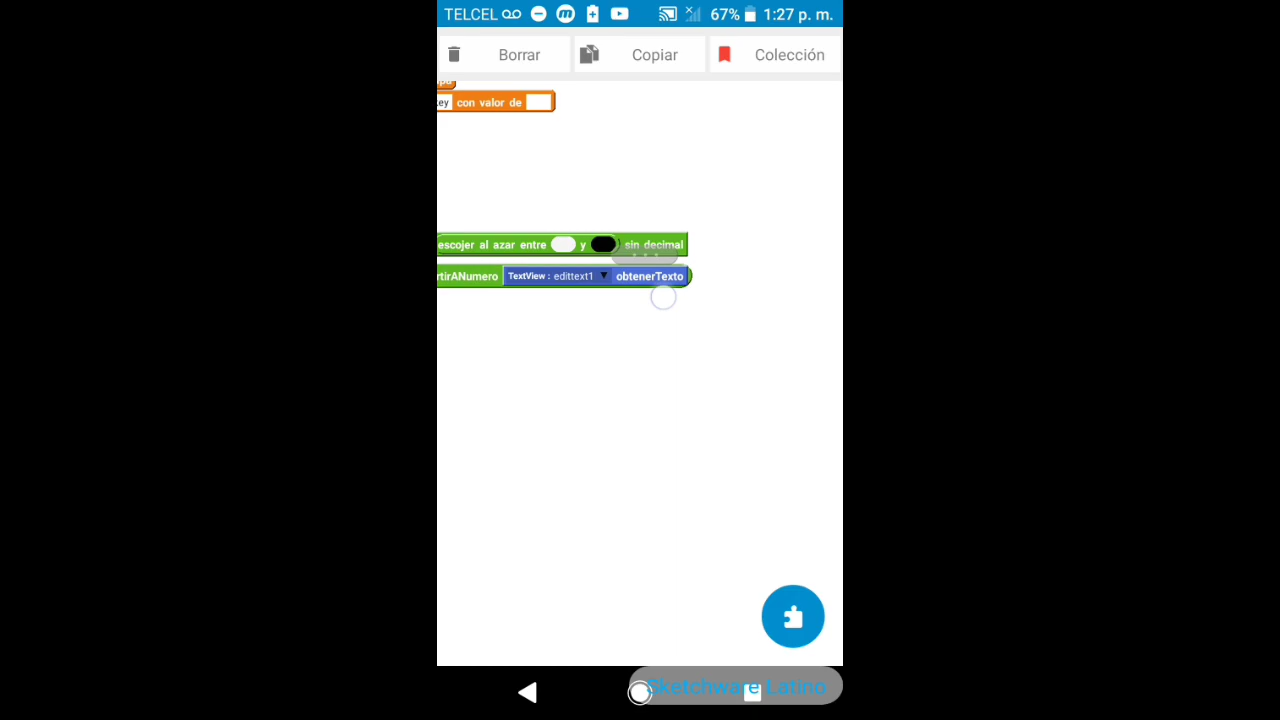 TELCEL 67% 1:27 p. m.
Borrar Copiar Colección
key con valor de
escojer al azar entre y sin decimal
rtirANumero TextView : edittext1 obtenerTexto
Sketchware Latino